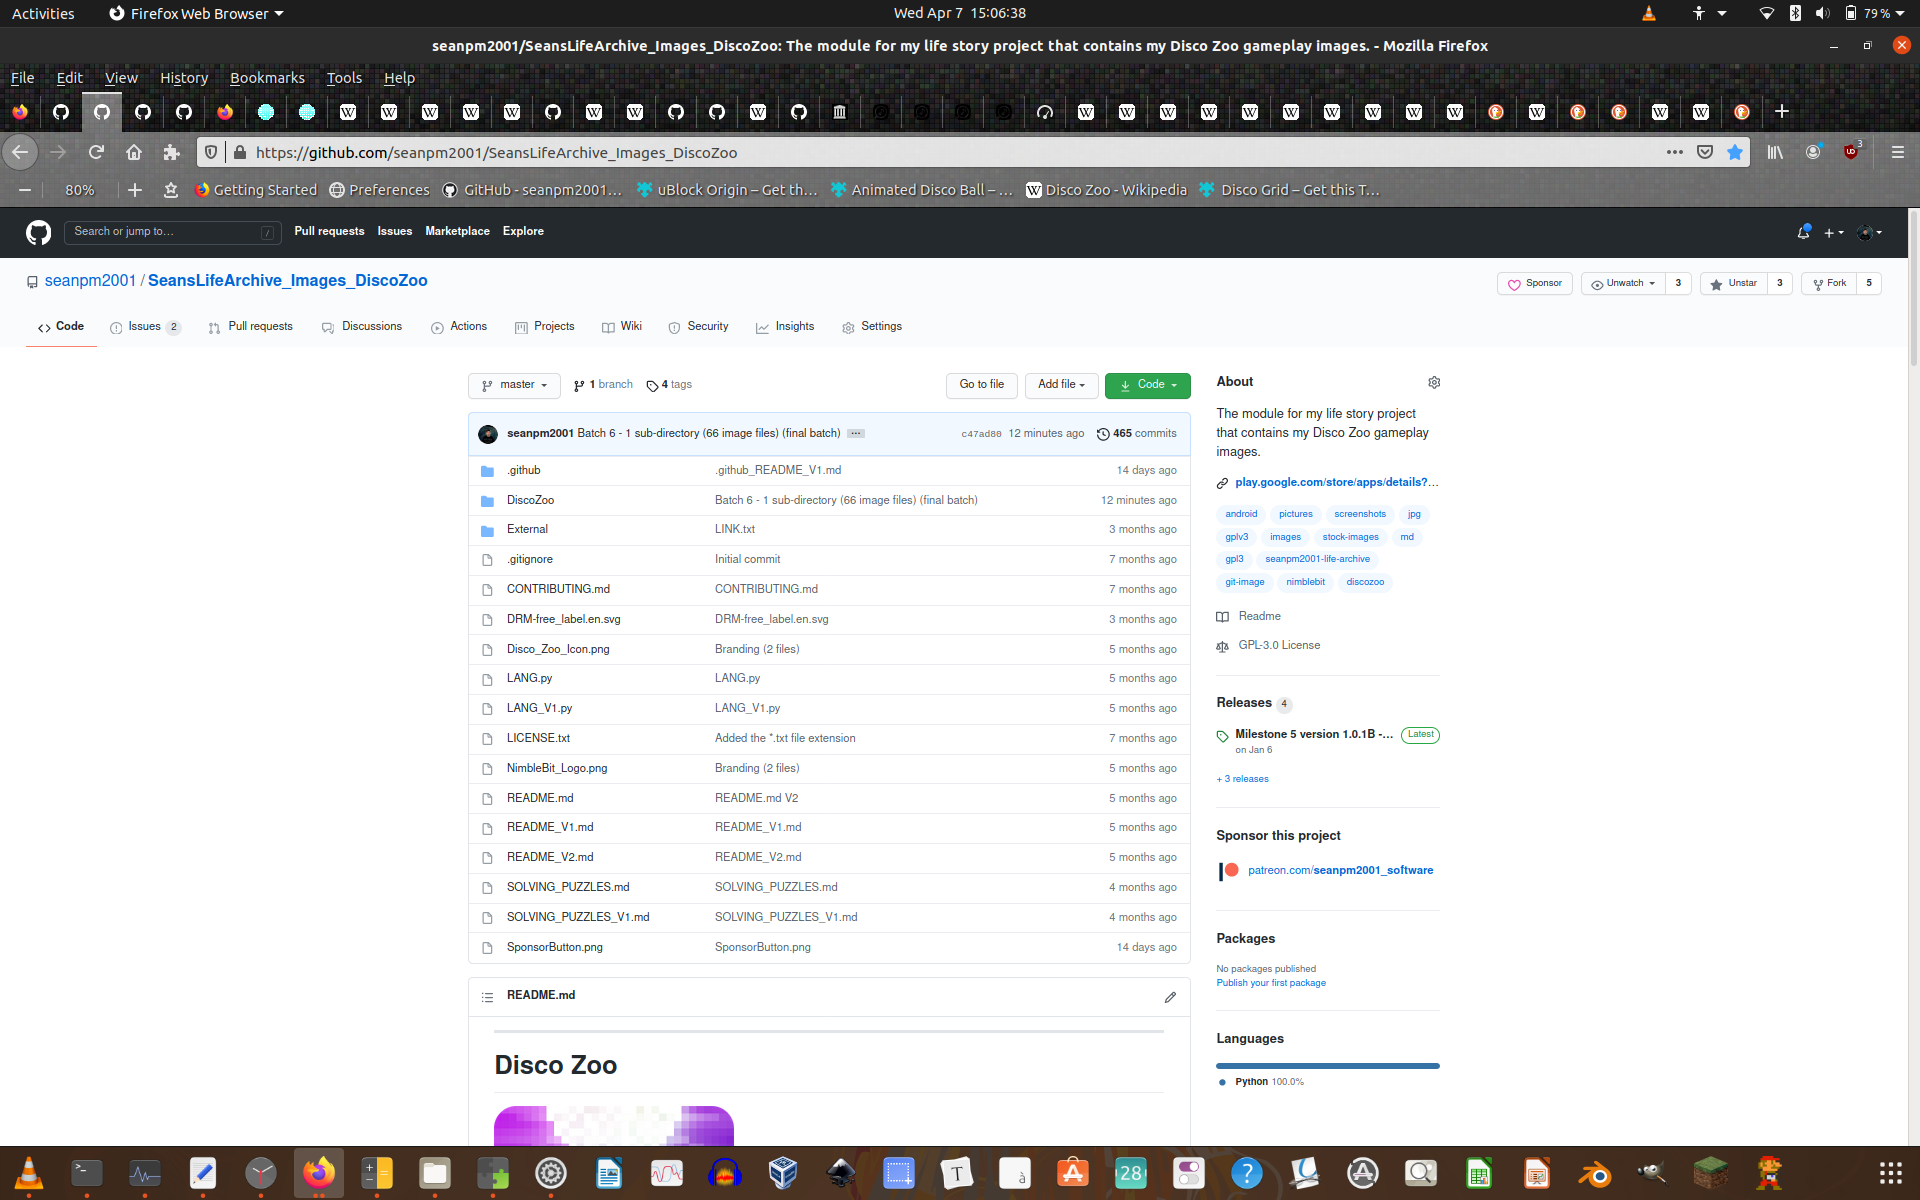 Activities
Firefox Web Browser
Wed Apr 7 15:06:38
79 %
seanpm2001/SeansLifeArchive_Images_DiscoZoo: The module for my life story project that contains my Disco Zoo gameplay images. - Mozilla Firefox
File Edit View History Bookmarks Tools Help
https://github.com/seanpm2001/SeansLifeArchive_Images_DiscoZoo
3
80%
Getting Started
Preferences
GitHub - seanpm2001…
uBlock Origin – Get th…
Animated Disco Ball – …
Disco Zoo - Wikipedia
Disco Grid – Get this T…
Search or jump to…
/
Pull requests Issues Marketplace Explore
seanpm2001 / SeansLifeArchive_Images_DiscoZoo
Sponsor
Unwatch 3
Unstar 3
Fork 5
Code
Issues 2
Pull requests
Discussions
Actions
Projects
Wiki
Security
Insights
Settings
master
1 branch
4 tags
Go to file
Add file
Code
seanpm2001 Batch 6 - 1 sub-directory (66 image files) (final batch) ...
c47ad80 12 minutes ago
465 commits
.github .github_README_V1.md 14 days ago
DiscoZoo Batch 6 - 1 sub-directory (66 image files) (final batch) 12 minutes ago
External LINK.txt 3 months ago
.gitignore Initial commit 7 months ago
CONTRIBUTING.md CONTRIBUTING.md 7 months ago
DRM-free_label.en.svg DRM-free_label.en.svg 3 months ago
Disco_Zoo_Icon.png Branding (2 files) 5 months ago
LANG.py LANG.py 5 months ago
LANG_V1.py LANG_V1.py 5 months ago
LICENSE.txt Added the *.txt file extension 7 months ago
NimbleBit_Logo.png Branding (2 files) 5 months ago
README.md README.md V2 5 months ago
README_V1.md README_V1.md 5 months ago
README_V2.md README_V2.md 5 months ago
SOLVING_PUZZLES.md SOLVING_PUZZLES.md 4 months ago
SOLVING_PUZZLES_V1.md SOLVING_PUZZLES_V1.md 4 months ago
SponsorButton.png SponsorButton.png 14 days ago
README.md
Disco Zoo
About
The module for my life story project
that contains my Disco Zoo gameplay
images.
play.google.com/store/apps/details?…
android pictures screenshots jpg
gplv3 images stock-images md
gpl3 seanpm2001-life-archive
git-image nimblebit discozoo
Readme
GPL-3.0 License
Releases 4
Milestone 5 version 1.0.1B -… Latest
on Jan 6
+ 3 releases
Sponsor this project
patreon.com/seanpm2001_software
Packages
No packages published
Publish your first package
Languages
Python 100.0%
28